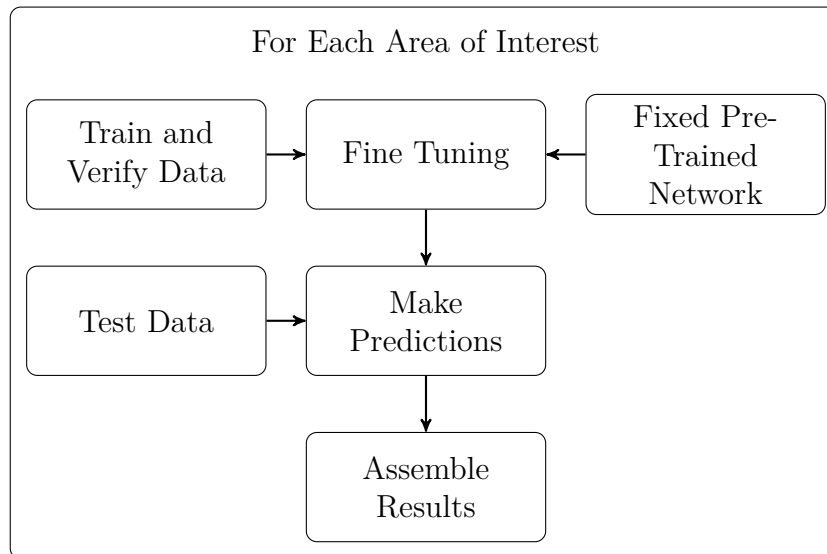 For Each Area of Interest
Train and
Verify Data
Fine Tuning
Fixed Pre-
Trained
Network
Test Data
Make
Predictions
Assemble
Results